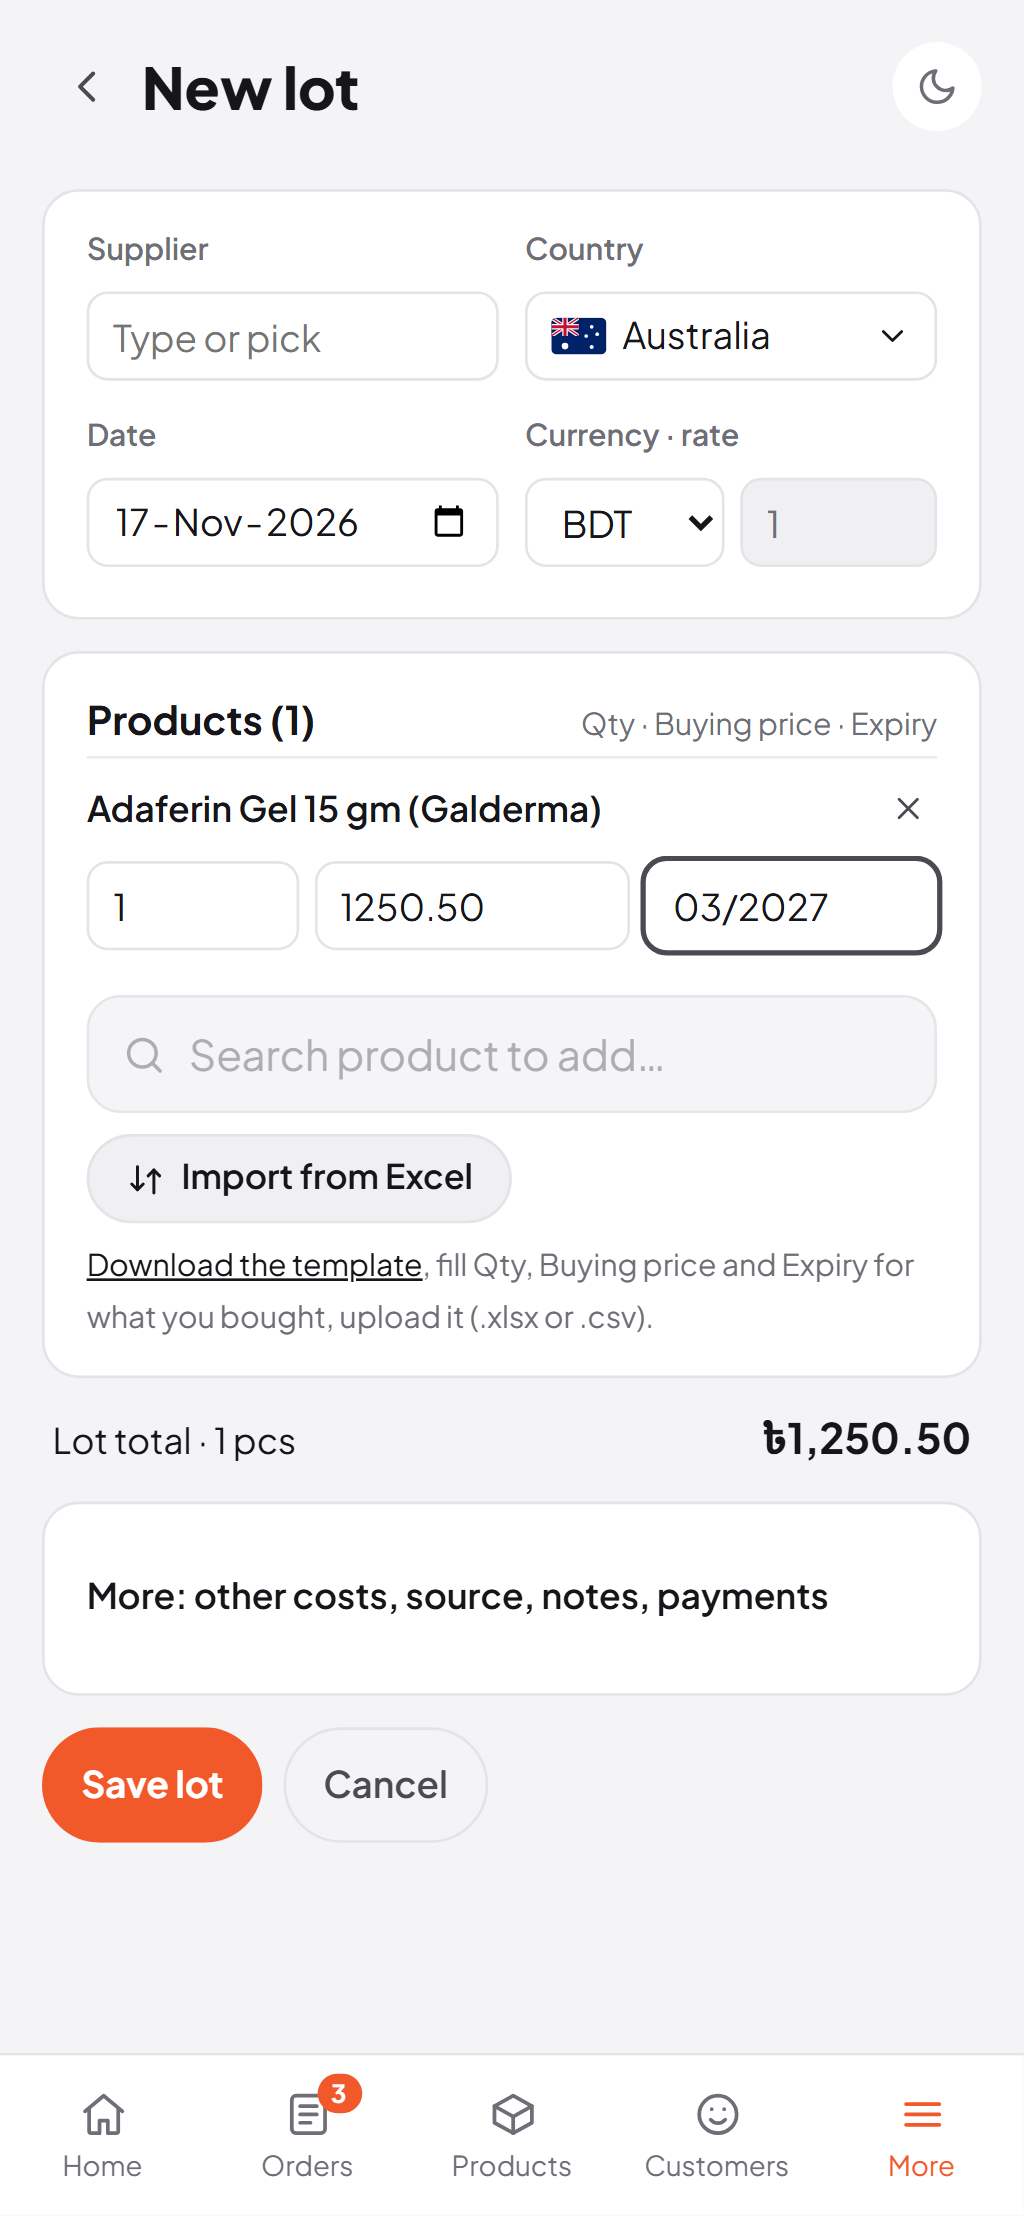 New lot
Supplier
Country
Type or pick
Australia
Date
Currency · rate
17-Nov-2026
BDT
1
Products (1)
Qty · Buying price · Expiry
Adaferin Gel 15 gm (Galderma)
1
1250.50
03/2027
Search product to add...
Import from Excel
Download the template, fill Qty, Buying price and Expiry for
what you bought, upload it (.xlsx or .csv).
Lot total · 1 pcs
৳1,250.50
More: other costs, source, notes, payments
Save lot
Cancel
3
Home
Orders
Products
Customers
More